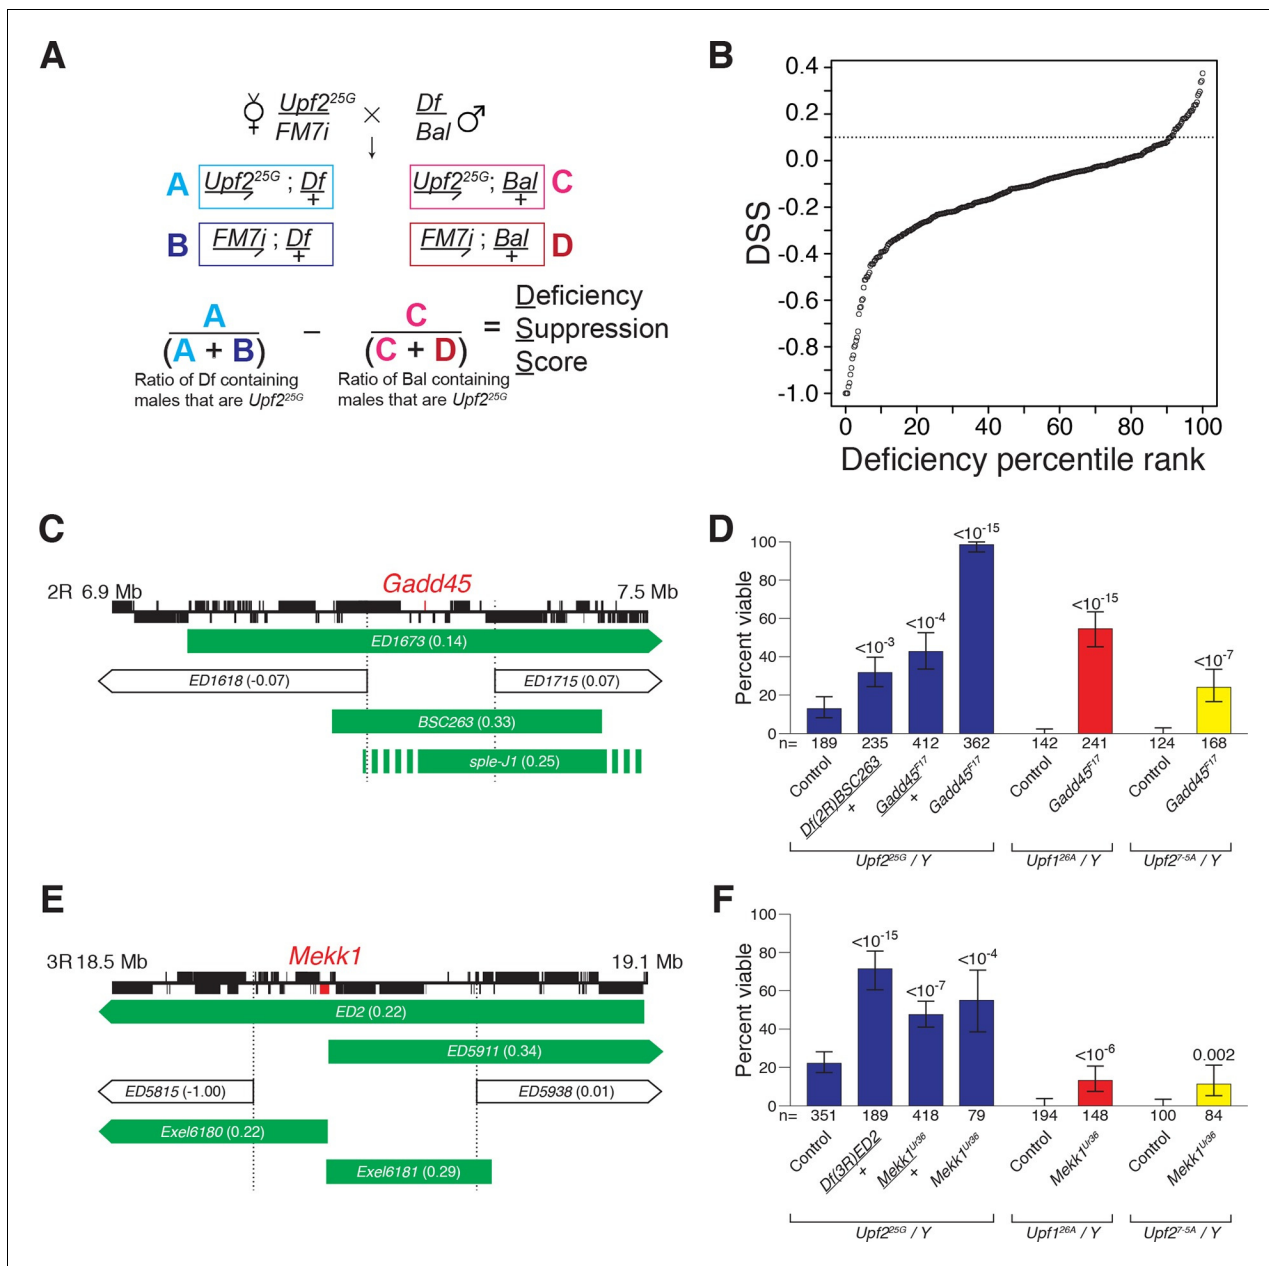 A
Upf2^25G × Df
FM7i Bal
A Upf2^25G ; Df + Upf2^25G; Bal + C
B FM7i ; Df + FM7i ; Bal + D
A − C = Deficiency
(A + B) (C + D) Suppression
Score
Ratio of Df containing Ratio of Bal containing
males that are Upf2^25G males that are Upf2^25G
B
DSS
0.4
0.2
0.0
-0.2
-0.4
-0.6
-0.8
-1.0
0 20 40 60 80 100
Deficiency percentile rank
C
Gadd45
2R 6.9 Mb 7.5 Mb
ED1673 (0.14)
ED1618 (-0.07) ED1715 (0.07)
BSC263 (0.33)
sple-J1 (0.25)
D
Percent viable
100
80
60
40
20
0
<10^-3 <10^-4 <10^-15 <10^-15 <10^-7
n= 189 235 412 362 142 241 124 168
Control
Df(2R)BSC263
+
Gadd45^F17
+
Gadd45^F17
Control
Gadd45^F17
Control
Gadd45^F17
Upf2^25G / Y Upf1^26A / Y Upf2^7-5A / Y
E
Mekk1
3R 18.5 Mb 19.1 Mb
ED2 (0.22)
ED5911 (0.34)
ED5815 (-1.00) ED5938 (0.01)
Exel6180 (0.22)
Exel6181 (0.29)
F
Percent viable
100
80
60
40
20
0
<10^-15 <10^-7 <10^-4 <10^-6 0.002
n= 351 189 418 79 194 148 100 84
Control
Df(3R)ED2
+
Mekk1^Ur36
+
Mekk1^Ur36
Control
Mekk1^Ur36
Control
Mekk1^Ur36
Upf2^25G / Y Upf1^26A / Y Upf2^7-5A / Y